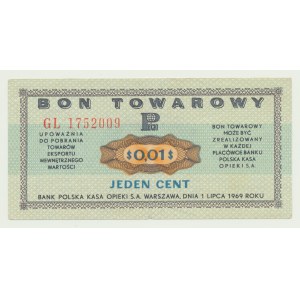 BON TOWAROWY
GL 1752009
UPOWAŻNIA
DO POBRANIA
TOWARÓW
EKSPORTU
WEWNĘTRZNEGO
WARTOŚCI
$0,01$
BON TOWAROWY
MOŻE BYĆ
ZREALIZOWANY
W KAŻDEJ
PLACÓWCE BANKU
POLSKA KASA
OPIEKI S.A.
JEDEN CENT
BANK POLSKA KASA OPIEKI S.A. WARSZAWA, DNIA 1 LIPCA 1969 ROKU